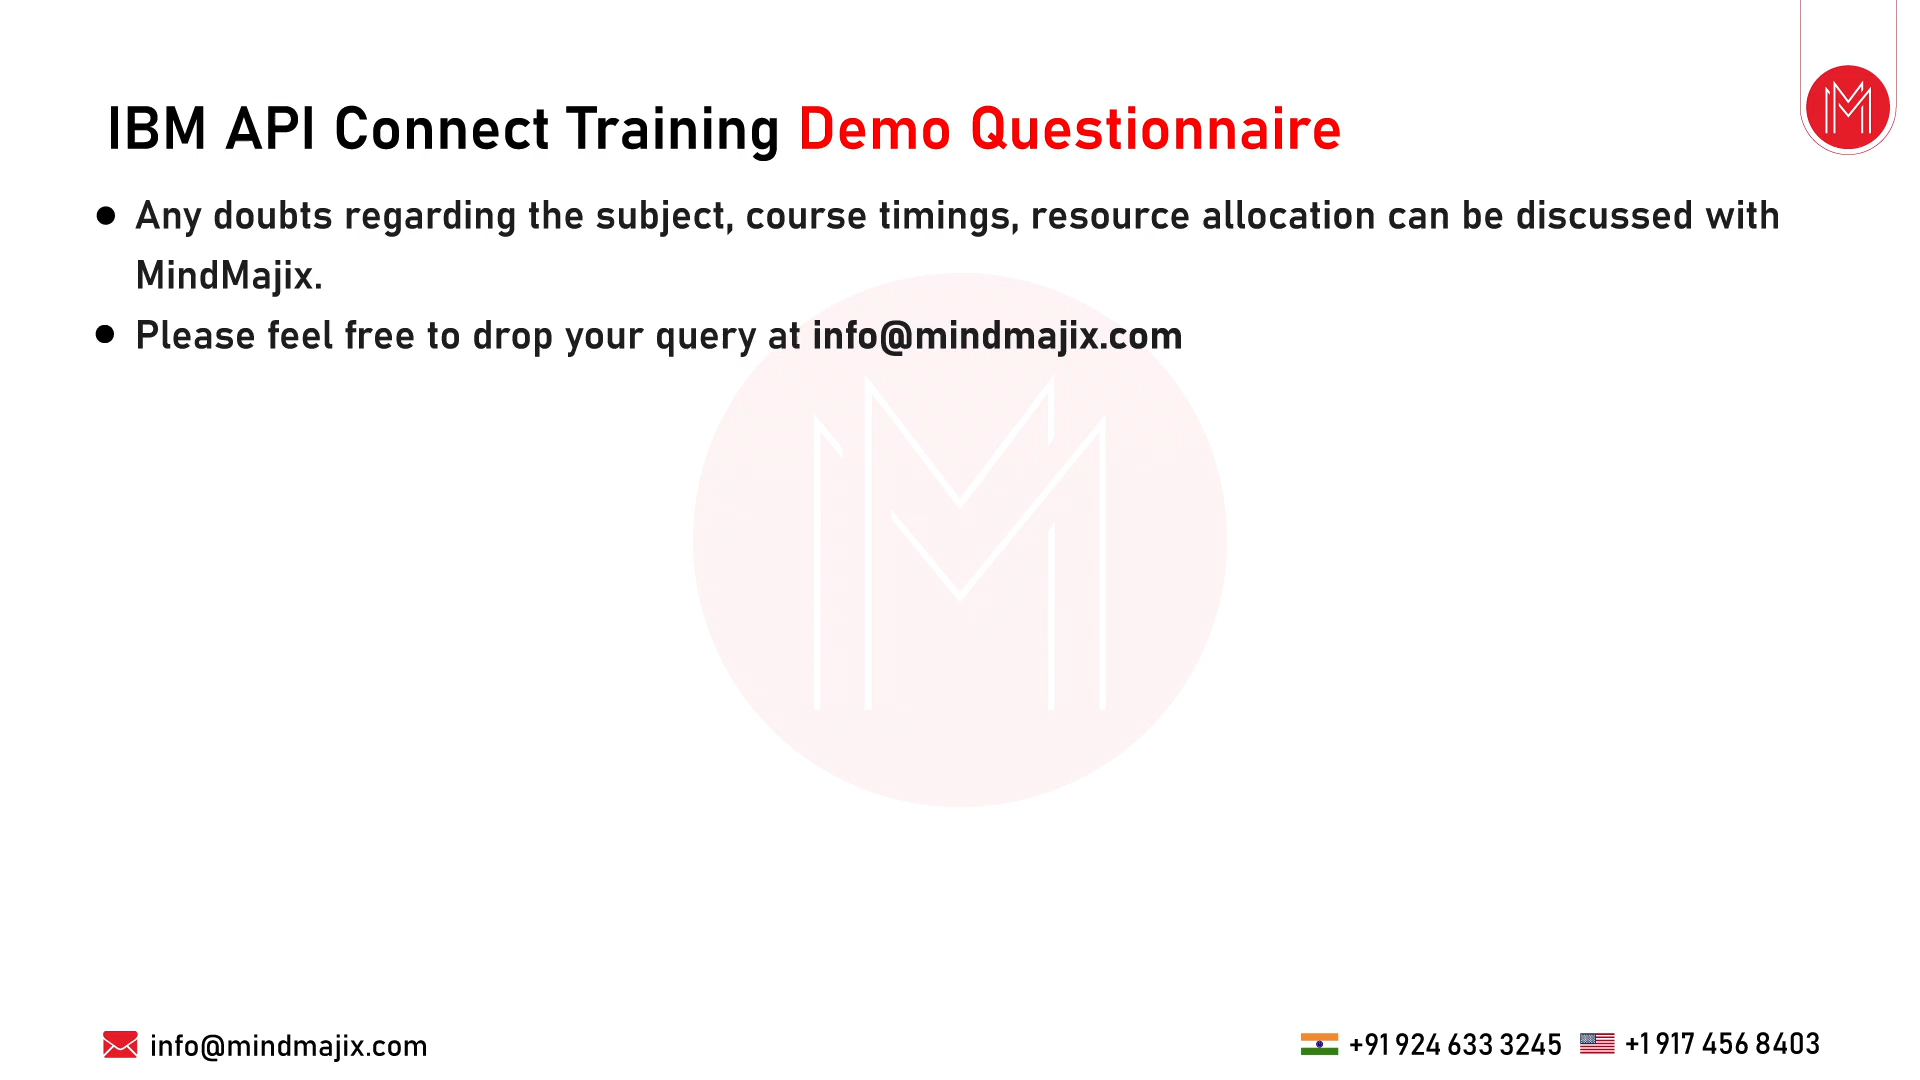 IBM API Connect Training Demo Questionnaire
● Any doubts regarding the subject, course timings, resource allocation can be discussed with
MindMajix.
● Please feel free to drop your query at info@mindmajix.com
info@mindmajix.com
+91 924 633 3245 +1 917 456 8403